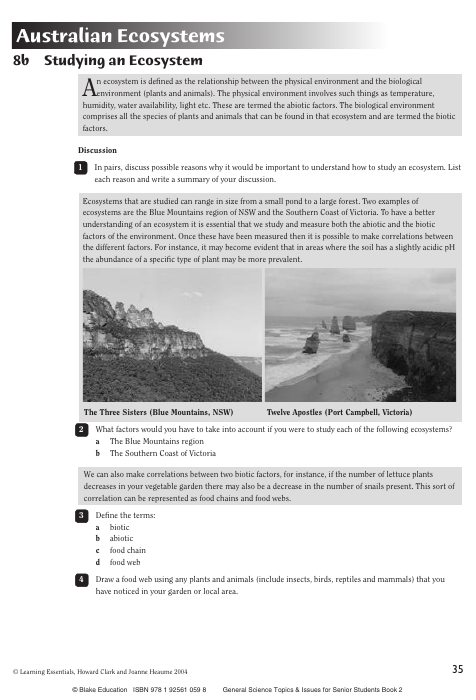 Australian Ecosystems
8b Studying an Ecosystem
An ecosystem is defined as the relationship between the physical environment and the biological
environment (plants and animals). The physical environment involves such things as temperature,
humidity, water availability, light etc. These are termed the abiotic factors. The biological environment
comprises all the species of plants and animals that can be found in that ecosystem and are termed the biotic
factors.
Discussion
1 In pairs, discuss possible reasons why it would be important to understand how to study an ecosystem. List
each reason and write a summary of your discussion.
Ecosystems that are studied can range in size from a small pond to a large forest. Two examples of
ecosystems are the Blue Mountains region of NSW and the Southern Coast of Victoria. To have a better
understanding of an ecosystem it is essential that we study and measure both the abiotic and the biotic
factors of the environment. Once these have been measured then it is possible to make correlations between
the different factors. For instance, it may become evident that in areas where the soil has a slightly acidic pH
the abundance of a specific type of plant may be more prevalent.
The Three Sisters (Blue Mountains, NSW) Twelve Apostles (Port Campbell, Victoria)
2 What factors would you have to take into account if you were to study each of the following ecosystems?
a The Blue Mountains region
b The Southern Coast of Victoria
We can also make correlations between two biotic factors, for instance, if the number of lettuce plants
decreases in your vegetable garden there may also be a decrease in the number of snails present. This sort of
correlation can be represented as food chains and food webs.
3 Define the terms:
a biotic
b abiotic
c food chain
d food web
4 Draw a food web using any plants and animals (include insects, birds, reptiles and mammals) that you
have noticed in your garden or local area.
© Learning Essentials, Howard Clark and Joanne Heaume 2004 35
© Blake Education ISBN 978 1 92561 059 8 General Science Topics & Issues for Senior Students Book 2